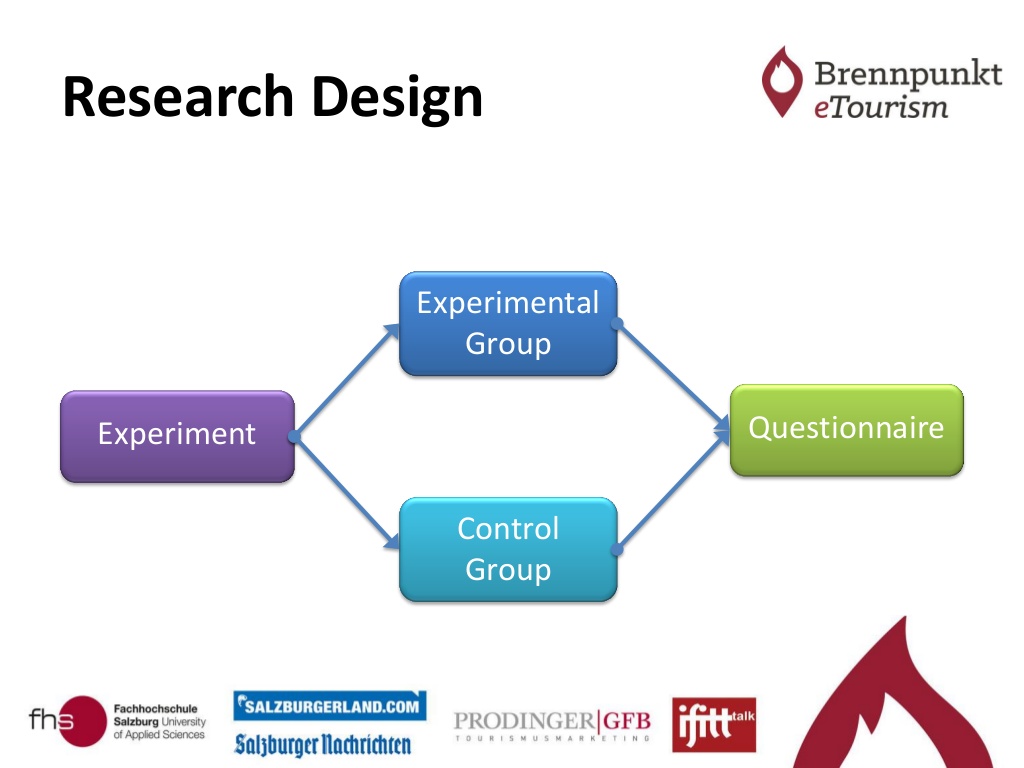 Research Design
Brennpunkt
eTourism
Experimental
Group
Experiment
Questionnaire
Control
Group
fhs
Fachhochschule
Salzburg University
of Applied Sciences
SALZBURGERLAND.COM
Salzburger Nachrichten
PRODINGER|GFB
TOURISMUSMARKETING
ifitt talk